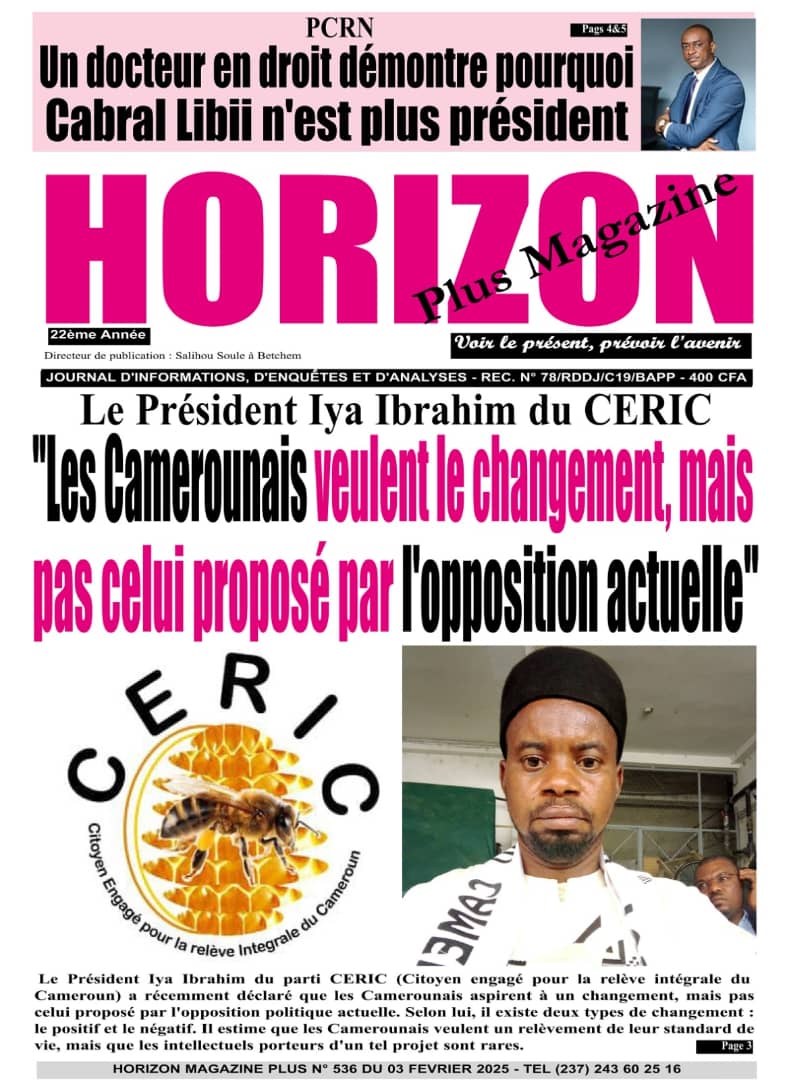 PCRN
Pags 4&5
Un docteur en droit démontre pourquoi
Cabral Libii n'est plus président
HORIZON
Plus Magazine
22ème Année
Voir le présent, prévoir l'avenir
Directeur de publication : Salihou Soule à Betchem
JOURNAL D'INFORMATIONS, D'ENQUÊTES ET D'ANALYSES - REC. N° 78/RDDJ/C19/BAPP - 400 CFA
Le Président Iya Ibrahim du CERIC
"Les Camerounais veulent le changement, mais
pas celui proposé par l'opposition actuelle"
CERIC
Citoyen Engagé pour la relève Integrale du Cameroun
CAME
Le Président Iya Ibrahim du parti CERIC (Citoyen engagé pour la relève intégrale du
Cameroun) a récemment déclaré que les Camerounais aspirent à un changement, mais pas
celui proposé par l'opposition politique actuelle. Selon lui, il existe deux types de changement :
le positif et le négatif. Il estime que les Camerounais veulent un relèvement de leur standard de
vie, mais que les intellectuels porteurs d'un tel projet sont rares.
Page 3
HORIZON MAGAZINE PLUS N° 536 DU 03 FEVRIER 2025 - TEL (237) 243 60 25 16